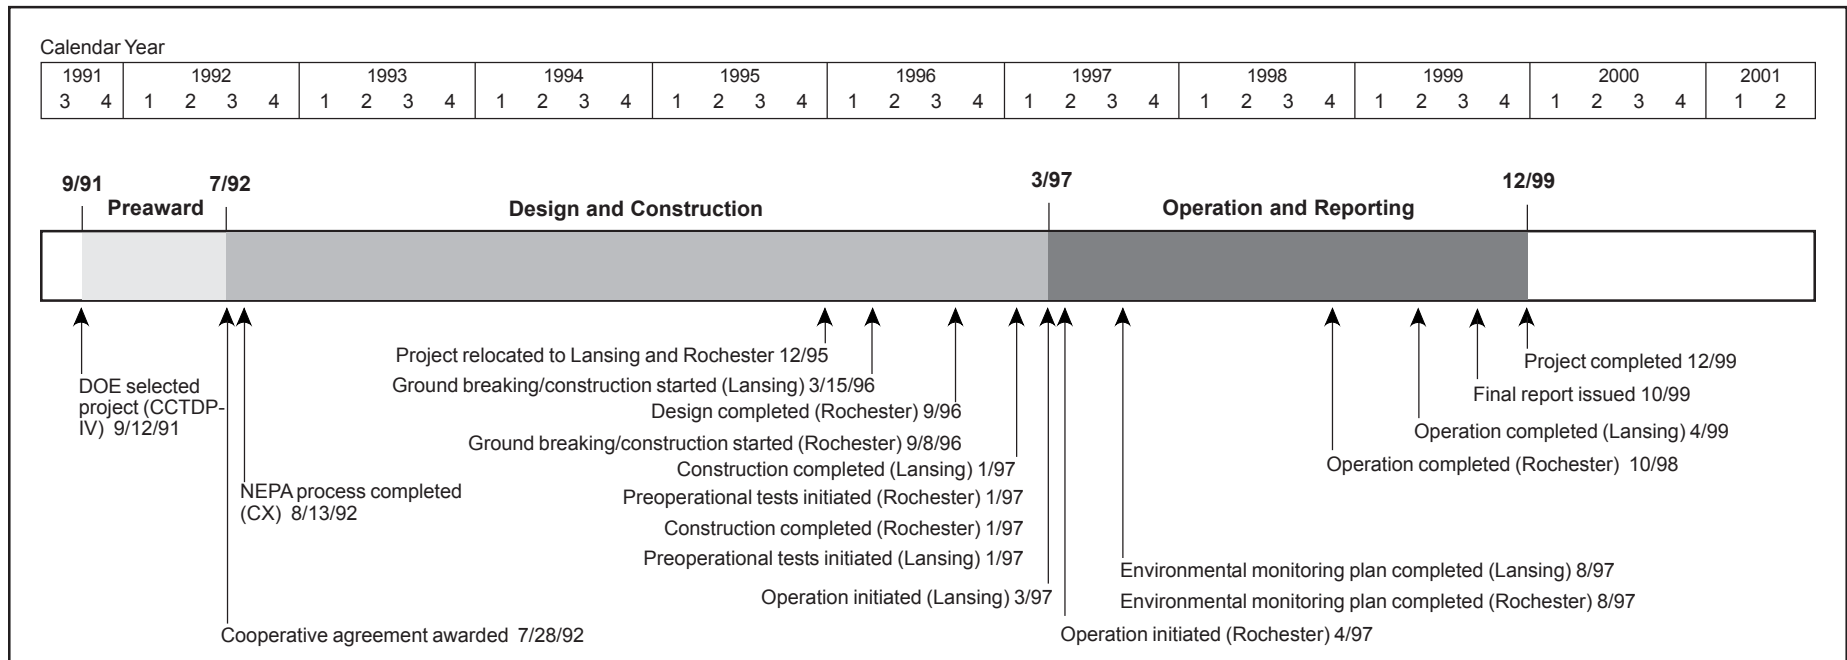 Calendar Year
1991 1992 1993 1994 1995 1996 1997 1998 1999 2000 2001
3 4 1 2 3 4 1 2 3 4 1 2 3 4 1 2 3 4 1 2 3 4 1 2 3 4 1 2 3 4 1 2 3 4 1 2 3 4 1 2
9/91 7/92 3/97 12/99
Preaward Design and Construction Operation and Reporting
DOE selected
project (CCTDP-
IV) 9/12/91
NEPA process completed
(CX) 8/13/92
Cooperative agreement awarded 7/28/92
Project relocated to Lansing and Rochester 12/95
Ground breaking/construction started (Lansing) 3/15/96
Design completed (Rochester) 9/96
Ground breaking/construction started (Rochester) 9/8/96
Construction completed (Lansing) 1/97
Preoperational tests initiated (Rochester) 1/97
Construction completed (Rochester) 1/97
Preoperational tests initiated (Lansing) 1/97
Operation initiated (Lansing) 3/97
Project completed 12/99
Final report issued 10/99
Operation completed (Lansing) 4/99
Operation completed (Rochester) 10/98
Environmental monitoring plan completed (Lansing) 8/97
Environmental monitoring plan completed (Rochester) 8/97
Operation initiated (Rochester) 4/97